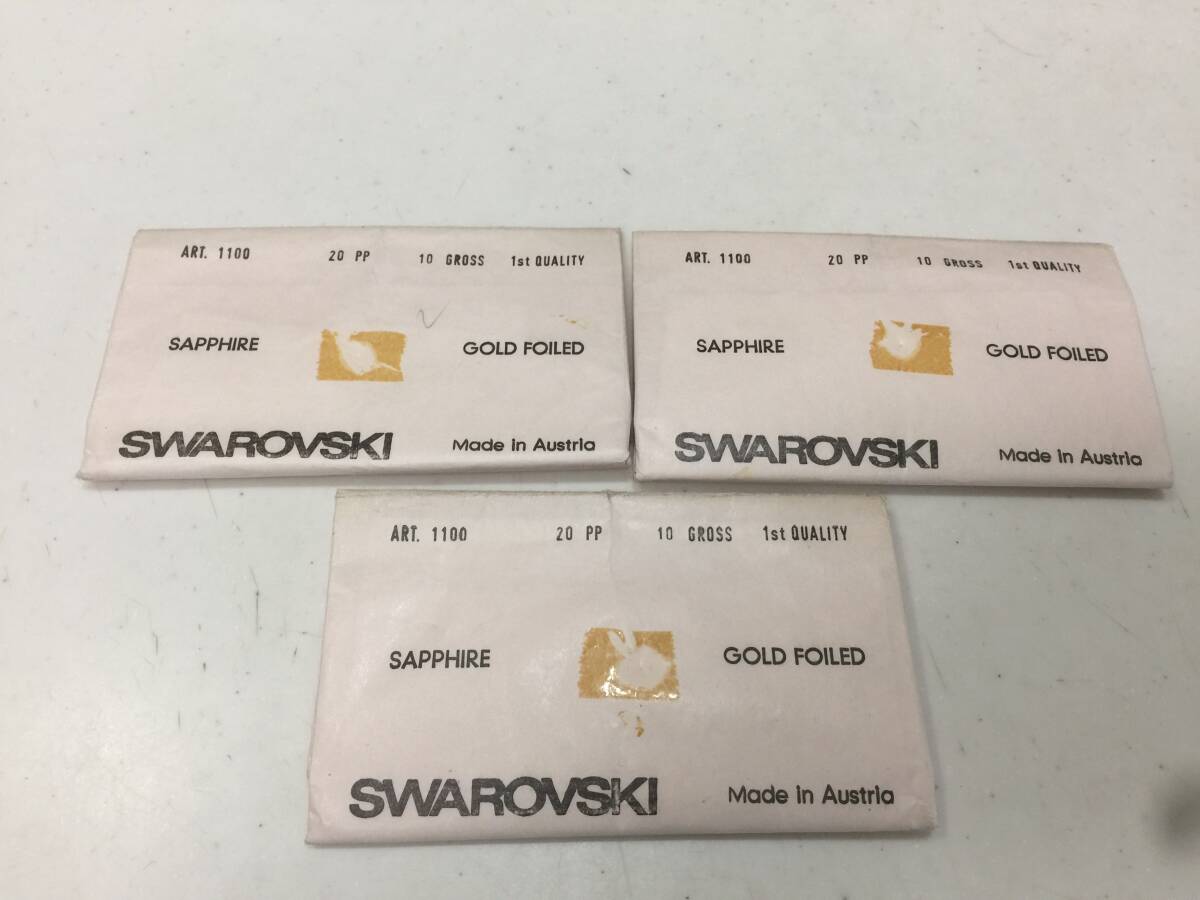 ART. 1100 20 PP 10 GROSS 1st QUALITY
SAPPHIRE GOLD FOILED
SWAROVSKI Made in Austria
ART. 1100 20 PP 10 GROSS 1st QUALITY
SAPPHIRE GOLD FOILED
SWAROVSKI Made in Austria
ART. 1100 20 PP 10 GROSS 1st QUALITY
SAPPHIRE GOLD FOILED
SWAROVSKI Made in Austria